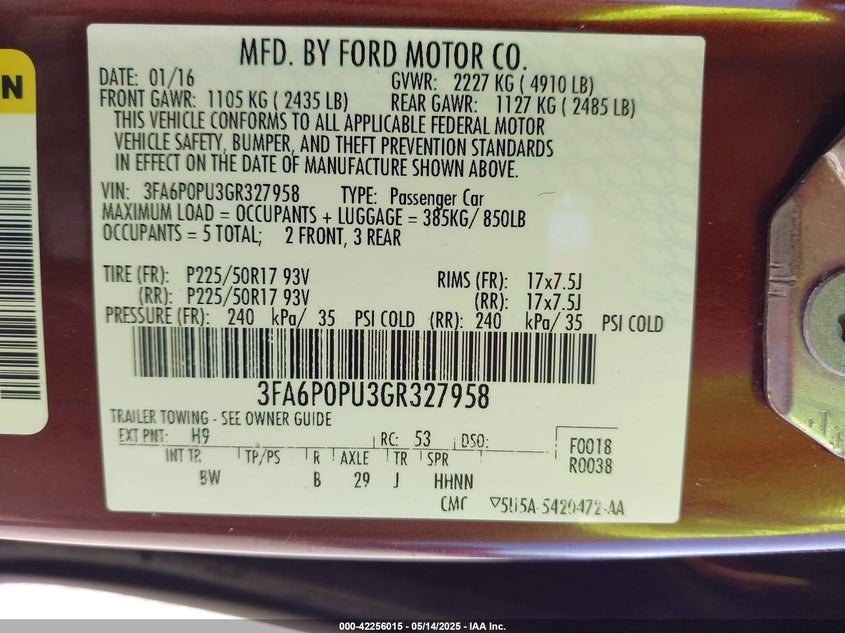 MFD. BY FORD MOTOR CO.
DATE: 01/16 GVWR: 2227 KG ( 4910 LB)
FRONT GAWR: 1105 KG ( 2435 LB) REAR GAWR: 1127 KG ( 2485 LB)
THIS VEHICLE CONFORMS TO ALL APPLICABLE FEDERAL MOTOR
VEHICLE SAFETY, BUMPER, AND THEFT PREVENTION STANDARDS
IN EFFECT ON THE DATE OF MANUFACTURE SHOWN ABOVE.
VIN: 3FA6P0PU3GR327958 TYPE: Passenger Car
MAXIMUM LOAD = OCCUPANTS + LUGGAGE = 385KG/ 850LB
OCCUPANTS = 5 TOTAL; 2 FRONT, 3 REAR
TIRE (FR): P225/50R17 93V RIMS (FR): 17x7.5J
(RR): P225/50R17 93V (RR): 17x7.5J
PRESSURE (FR): 240 kPa/ 35 PSI COLD (RR): 240 kPa/ 35 PSI COLD
3FA6P0PU3GR327958
TRAILER TOWING - SEE OWNER GUIDE
EXT PNT: H9 RC: 53 DSO: F0018
INT TR TP/PS R AXLE TR SPR R0038
BW B 29 J HHNN
CMC 5U5A-5420472-AA
N
000-42256015 - 05/14/2025 - IAA Inc.